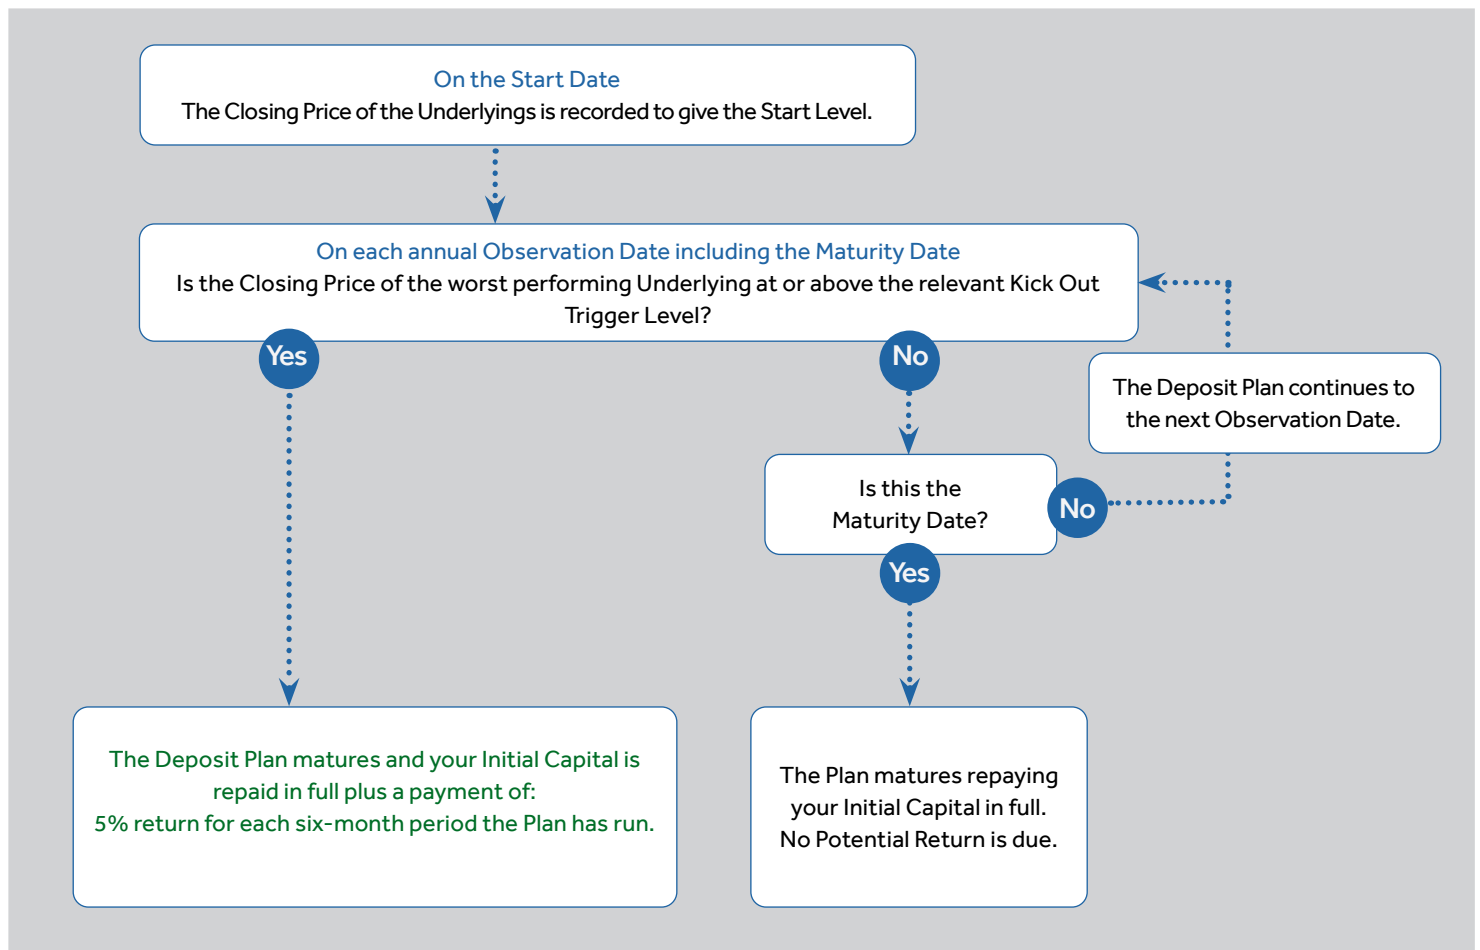 On the Start Date
The Closing Price of the Underlyings is recorded to give the Start Level.
On each annual Observation Date including the Maturity Date
Is the Closing Price of the worst performing Underlying at or above the relevant Kick Out
Trigger Level?
Yes
No
The Deposit Plan continues to
the next Observation Date.
Is this the
Maturity Date?
No
Yes
The Deposit Plan matures and your Initial Capital is
repaid in full plus a payment of:
5% return for each six-month period the Plan has run.
The Plan matures repaying
your Initial Capital in full.
No Potential Return is due.